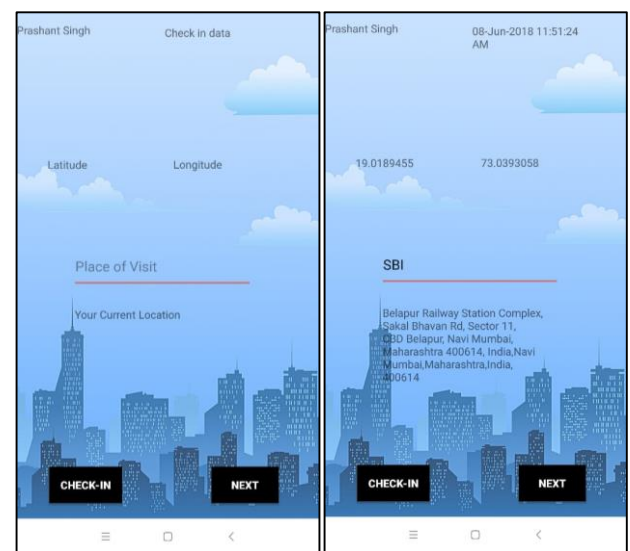 Prashant Singh
Check in data
Latitude
Longitude
Place of Visit
Your Current Location
CHECK-IN
NEXT
Prashant Singh
08-Jun-2018 11:51:24
AM
19.0189455
73.0393058
SBI
Belapur Railway Station Complex,
Sakal Bhavan Rd, Sector 11,
CBD Belapur, Navi Mumbai,
Maharashtra 400614, India,Navi
Mumbai,Maharashtra,India,
400614
CHECK-IN
NEXT